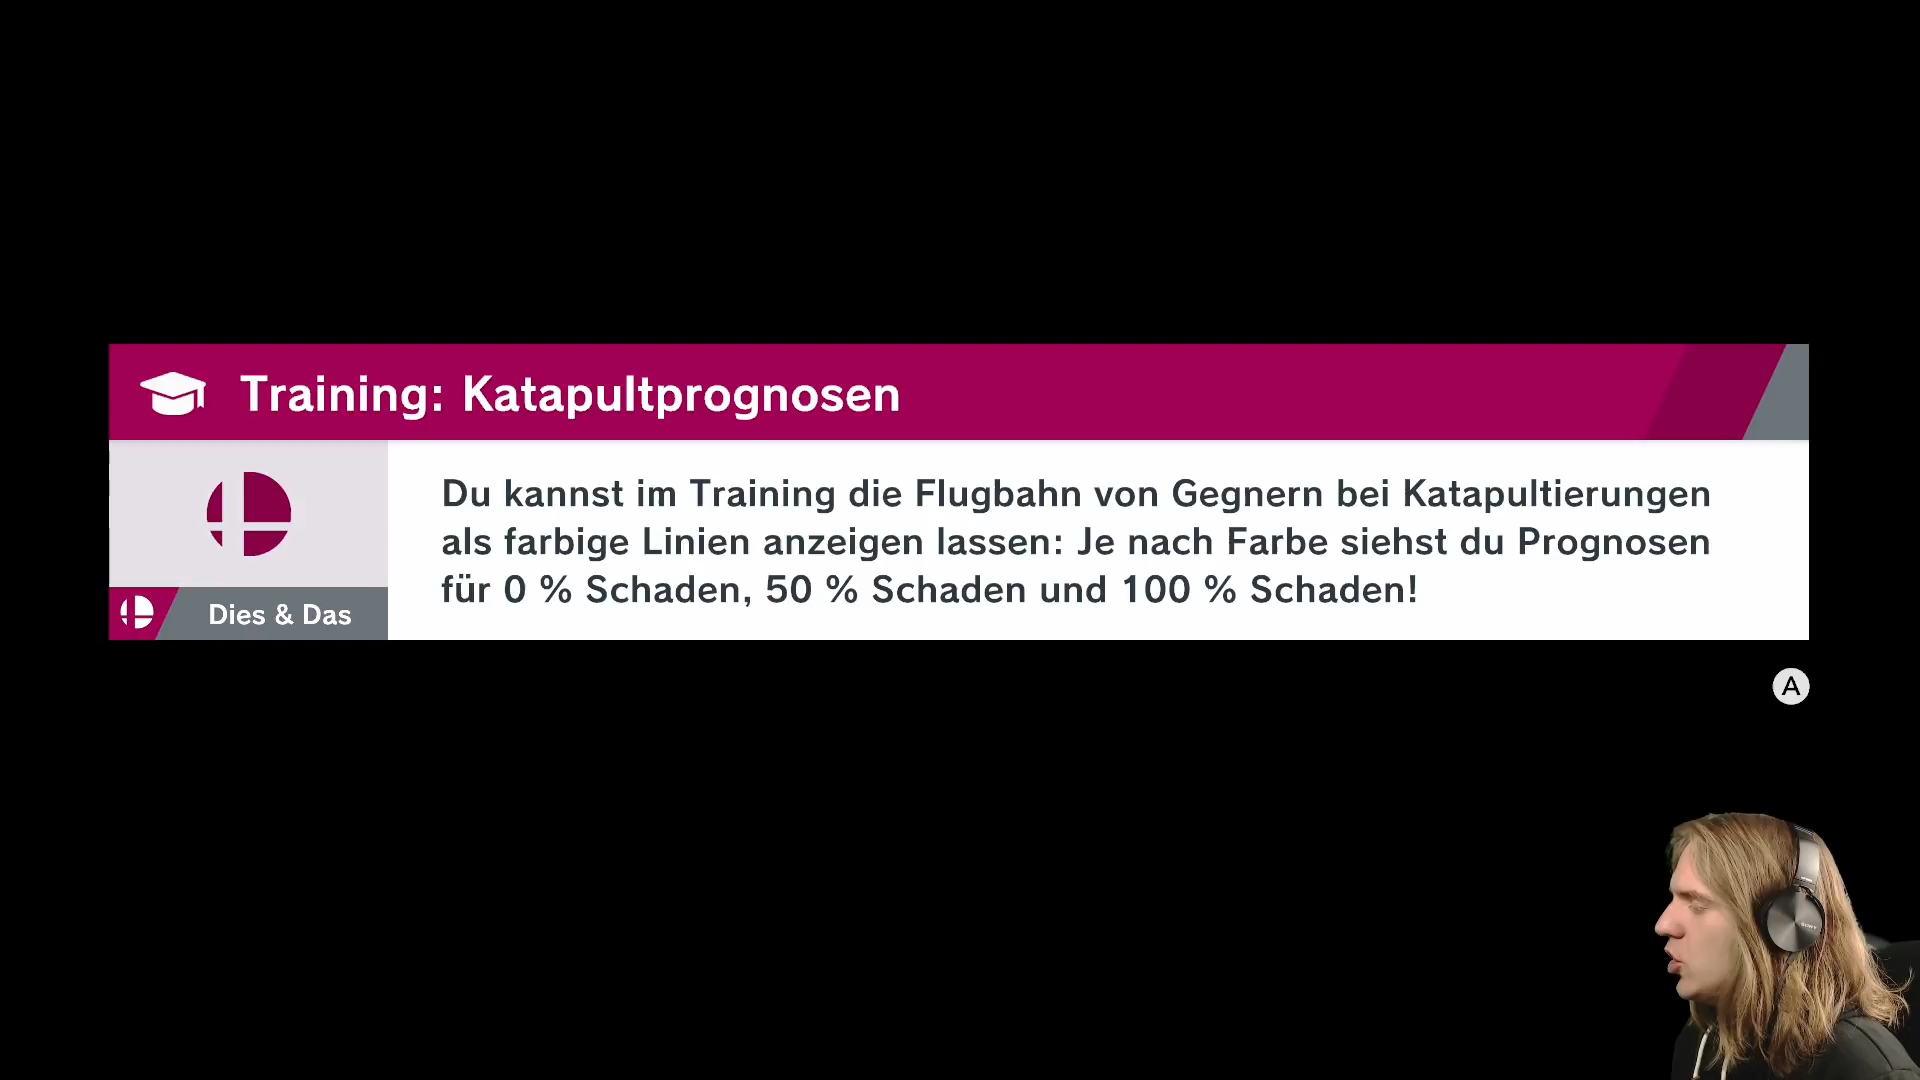 Training: Katapultprognosen
Du kannst im Training die Flugbahn von Gegnern bei Katapultierungen
als farbige Linien anzeigen lassen: Je nach Farbe siehst du Prognosen
für 0 % Schaden, 50 % Schaden und 100 % Schaden!
Dies & Das
A
SONY